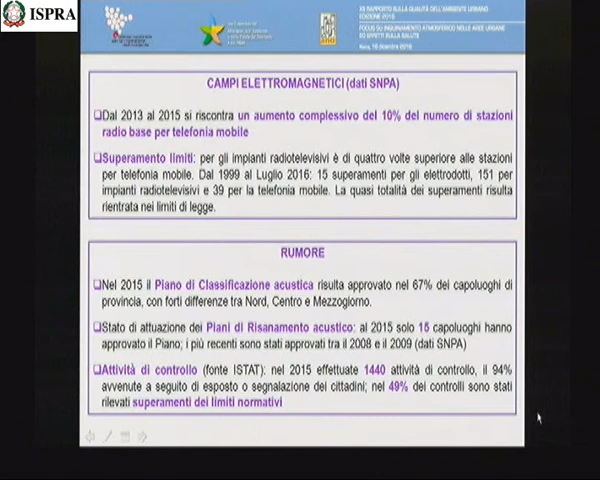 ISPRA
XII RAPPORTO SULLA QUALITÀ DELL'AMBIENTE URBANO
EDIZIONE 2016
FOCUS SU INQUINAMENTO ATMOSFERICO NELLE AREE URBANE
ED EFFETTI SULLA SALUTE
CAMPI ELETTROMAGNETICI (dati SNPA)
❑Dal 2013 al 2015 si riscontra un aumento complessivo del 10% del numero di stazioni
radio base per telefonia mobile
❑Superamento limiti: per gli impianti radiotelevisivi è di quattro volte superiore alle stazioni
per telefonia mobile. Dal 1999 al Luglio 2016: 15 superamenti per gli elettrodotti, 151 per
impianti radiotelevisivi e 39 per la telefonia mobile. La quasi totalità dei superamenti risulta
rientrata nei limiti di legge.
RUMORE
❑Nel 2015 il Piano di Classificazione acustica risulta approvato nel 67% dei capoluoghi di
provincia, con forti differenze tra Nord, Centro e Mezzogiorno.
❑Stato di attuazione dei Piani di Risanamento acustico: al 2015 solo 15 capoluoghi hanno
approvato il Piano; i più recenti sono stati approvati tra il 2008 e il 2009 (dati SNPA)
❑Attività di controllo (fonte ISTAT): nel 2015 effettuate 1440 attività di controllo, il 94%
avvenute a seguito di esposto o segnalazione dei cittadini; nel 49% dei controlli sono stati
rilevati superamenti dei limiti normativi